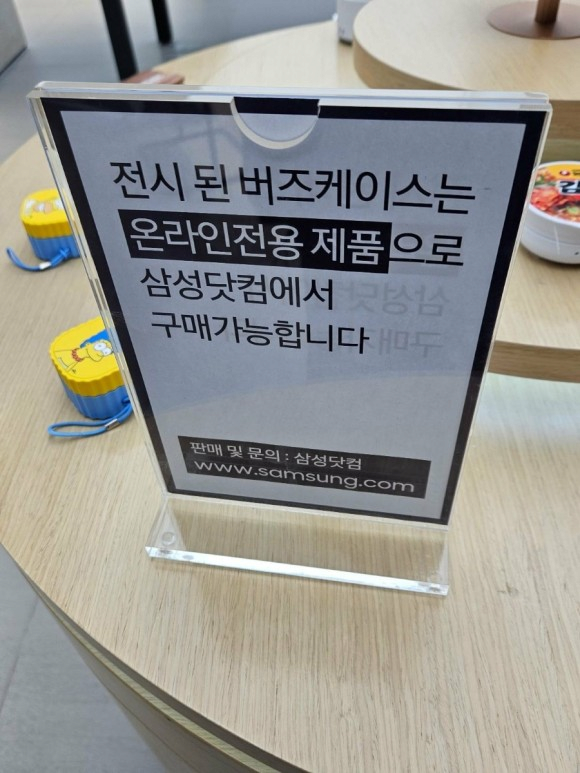 전시 된 버즈케이스는
온라인전용 제품으로
삼성닷컴에서
구매가능합니다
판매 및 문의 : 삼성닷컴
www.samsung.com